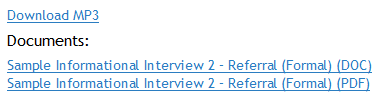 Download MP3
Documents:
Sample Informational Interview 2 - Referral (Formal) (DOC)
Sample Informational Interview 2 - Referral (Formal) (PDF)